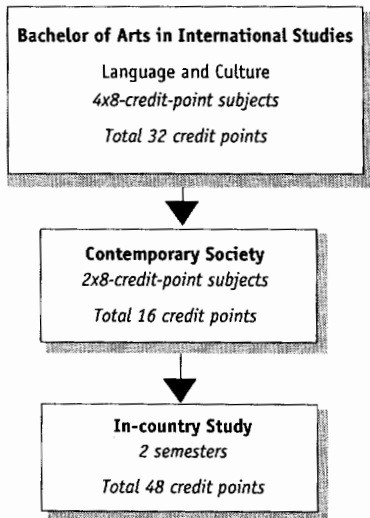 Bachelor of Arts in International Studies
Language and Culture
4x8-credit-point subjects
Total 32 credit points
Contemporary Society
2x8-credit-point subjects
Total 16 credit points
In-country Study
2 semesters
Total 48 credit points